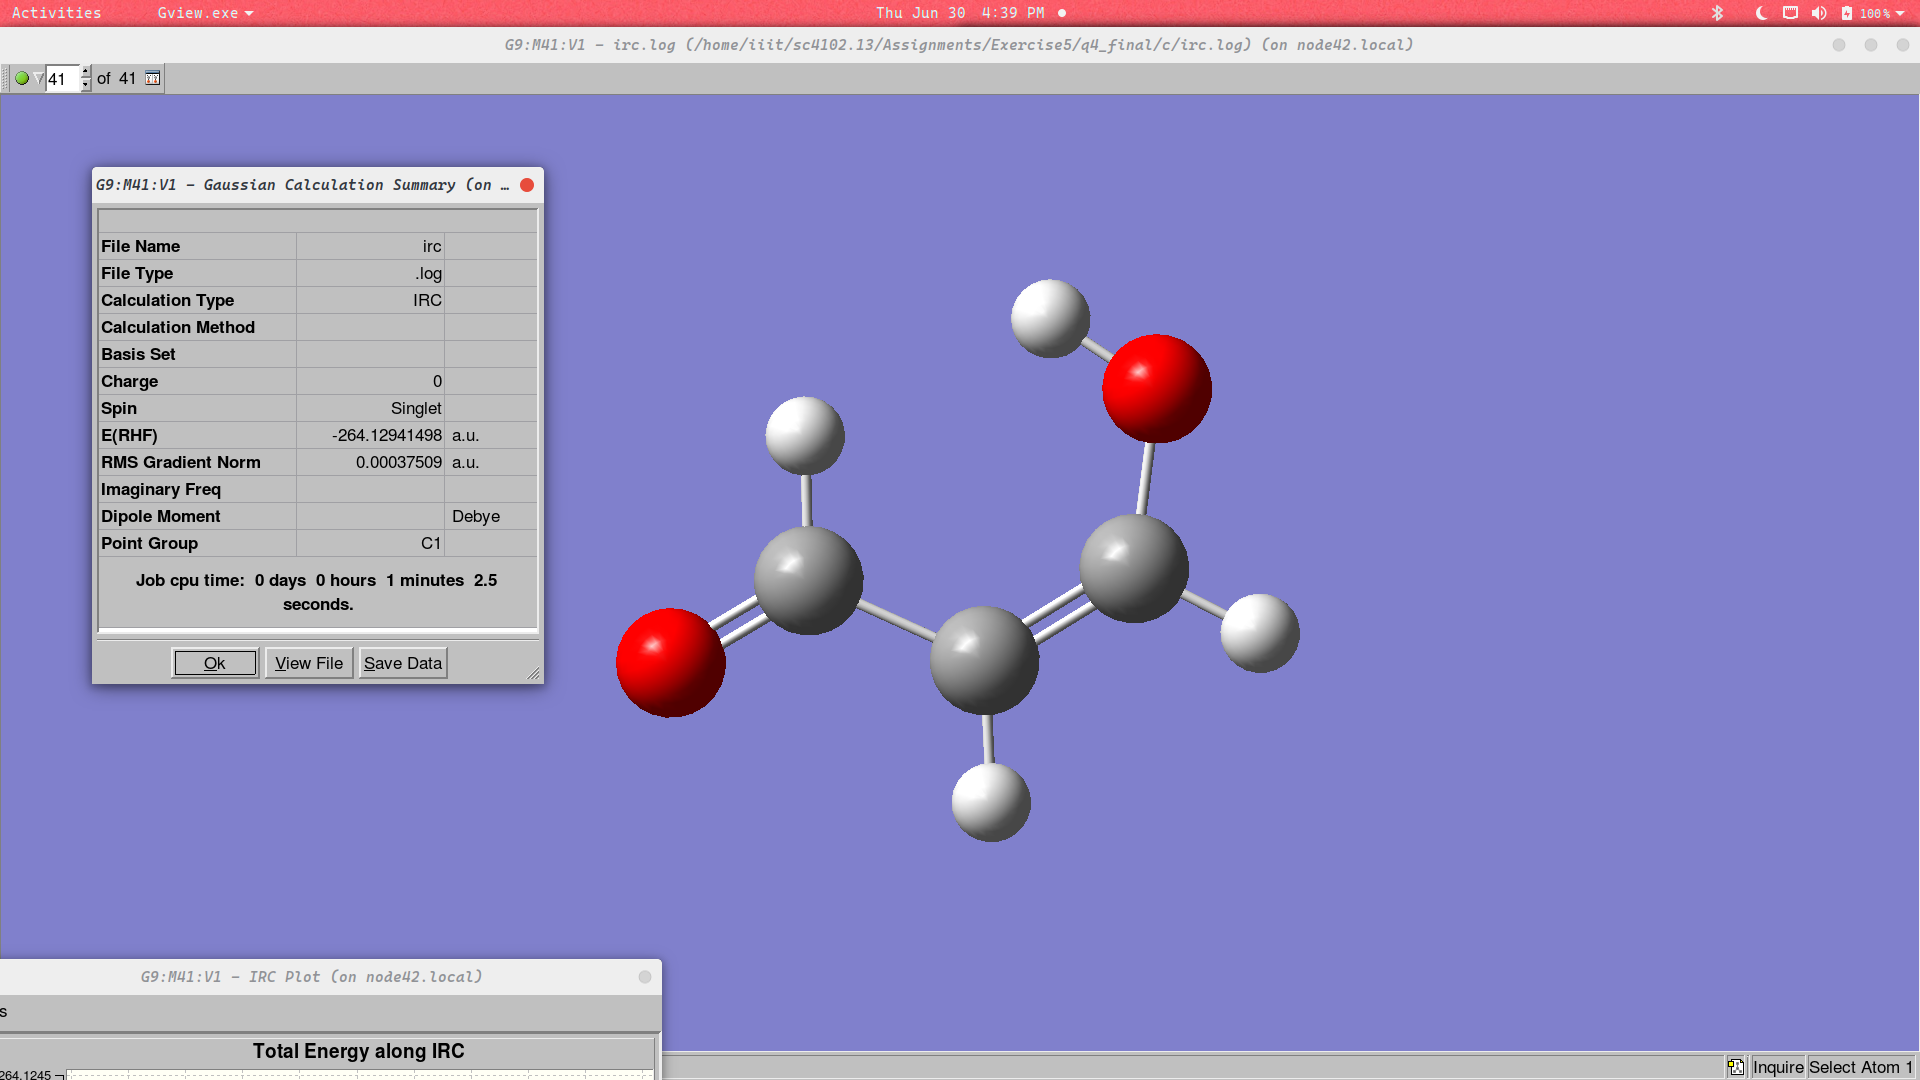 Activities
Gview.exe
Thu Jun 30 4:39 PM
100%
G9:M41:V1 - irc.log (/home/iiit/sc4102.13/Assignments/Exercise5/q4_final/c/irc.log) (on node42.local)
41 of 41
G9:M41:V1 - Gaussian Calculation Summary (on …
File Name irc
File Type .log
Calculation Type IRC
Calculation Method
Basis Set
Charge 0
Spin Singlet
E(RHF) -264.12941498 a.u.
RMS Gradient Norm 0.00037509 a.u.
Imaginary Freq
Dipole Moment Debye
Point Group C1
Job cpu time: 0 days 0 hours 1 minutes 2.5
seconds.
Ok View File Save Data
G9:M41:V1 - IRC Plot (on node42.local)
s
Total Energy along IRC
264.1245
Inquire Select Atom 1